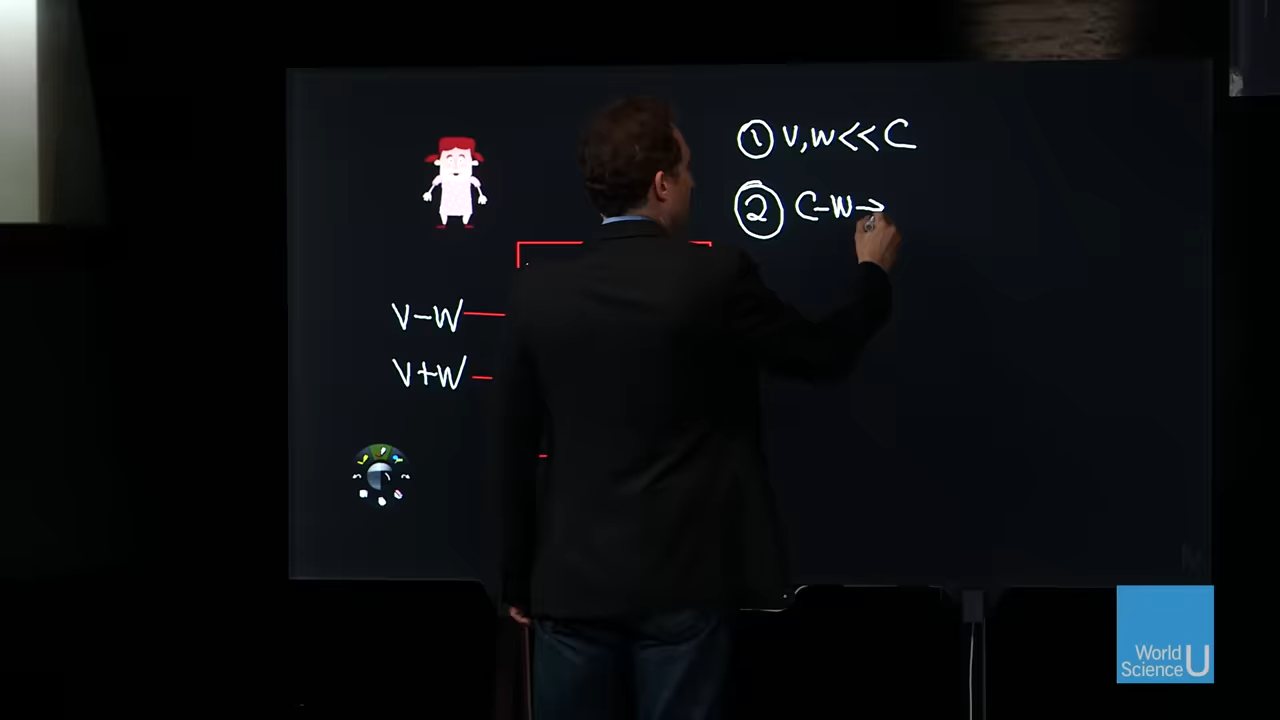 ① V, W << C
② C-W→
V-W
V+W
World
Science U